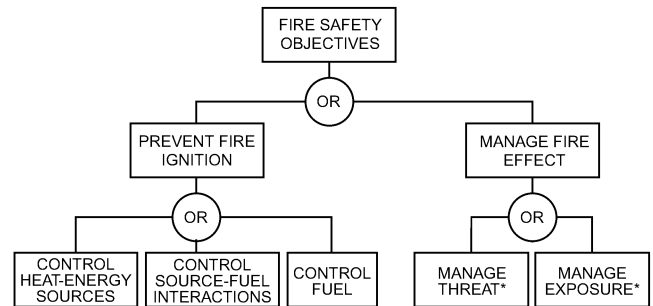 FIRE SAFETY
OBJECTIVES
OR
PREVENT FIRE
IGNITION
MANAGE FIRE
EFFECT
OR
OR
CONTROL
HEAT-ENERGY
SOURCES
CONTROL
SOURCE-FUEL
INTERACTIONS
CONTROL
FUEL
MANAGE
THREAT*
MANAGE
EXPOSURE*